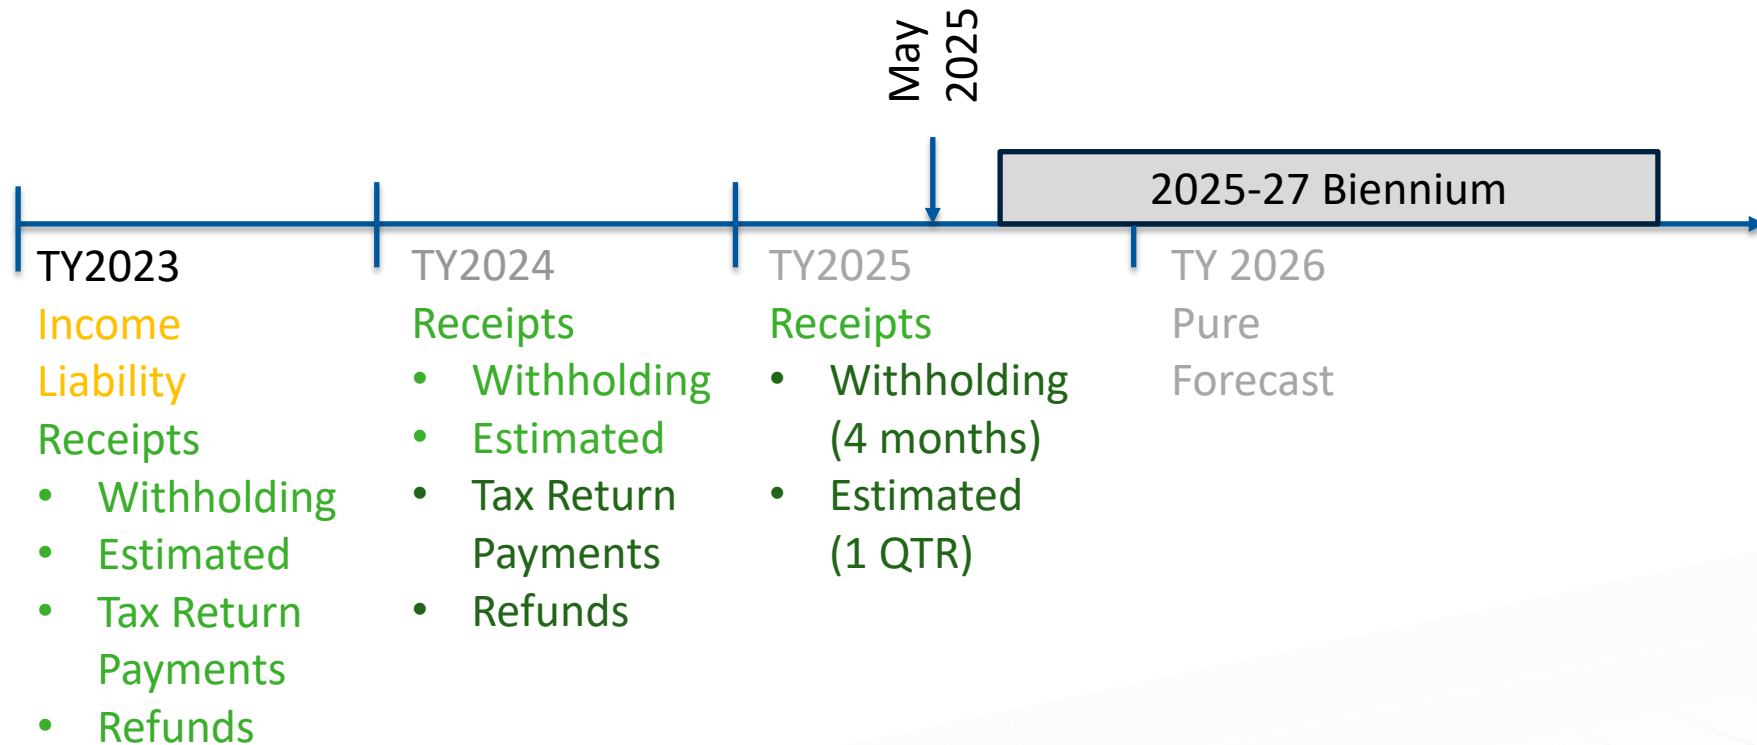 May
2025
2025-27 Biennium
TY2023
Income
Liability
Receipts
• Withholding
• Estimated
• Tax Return
Payments
• Refunds
TY2024
Receipts
• Withholding
• Estimated
• Tax Return
Payments
• Refunds
TY2025
Receipts
• Withholding
(4 months)
• Estimated
(1 QTR)
TY 2026
Pure
Forecast